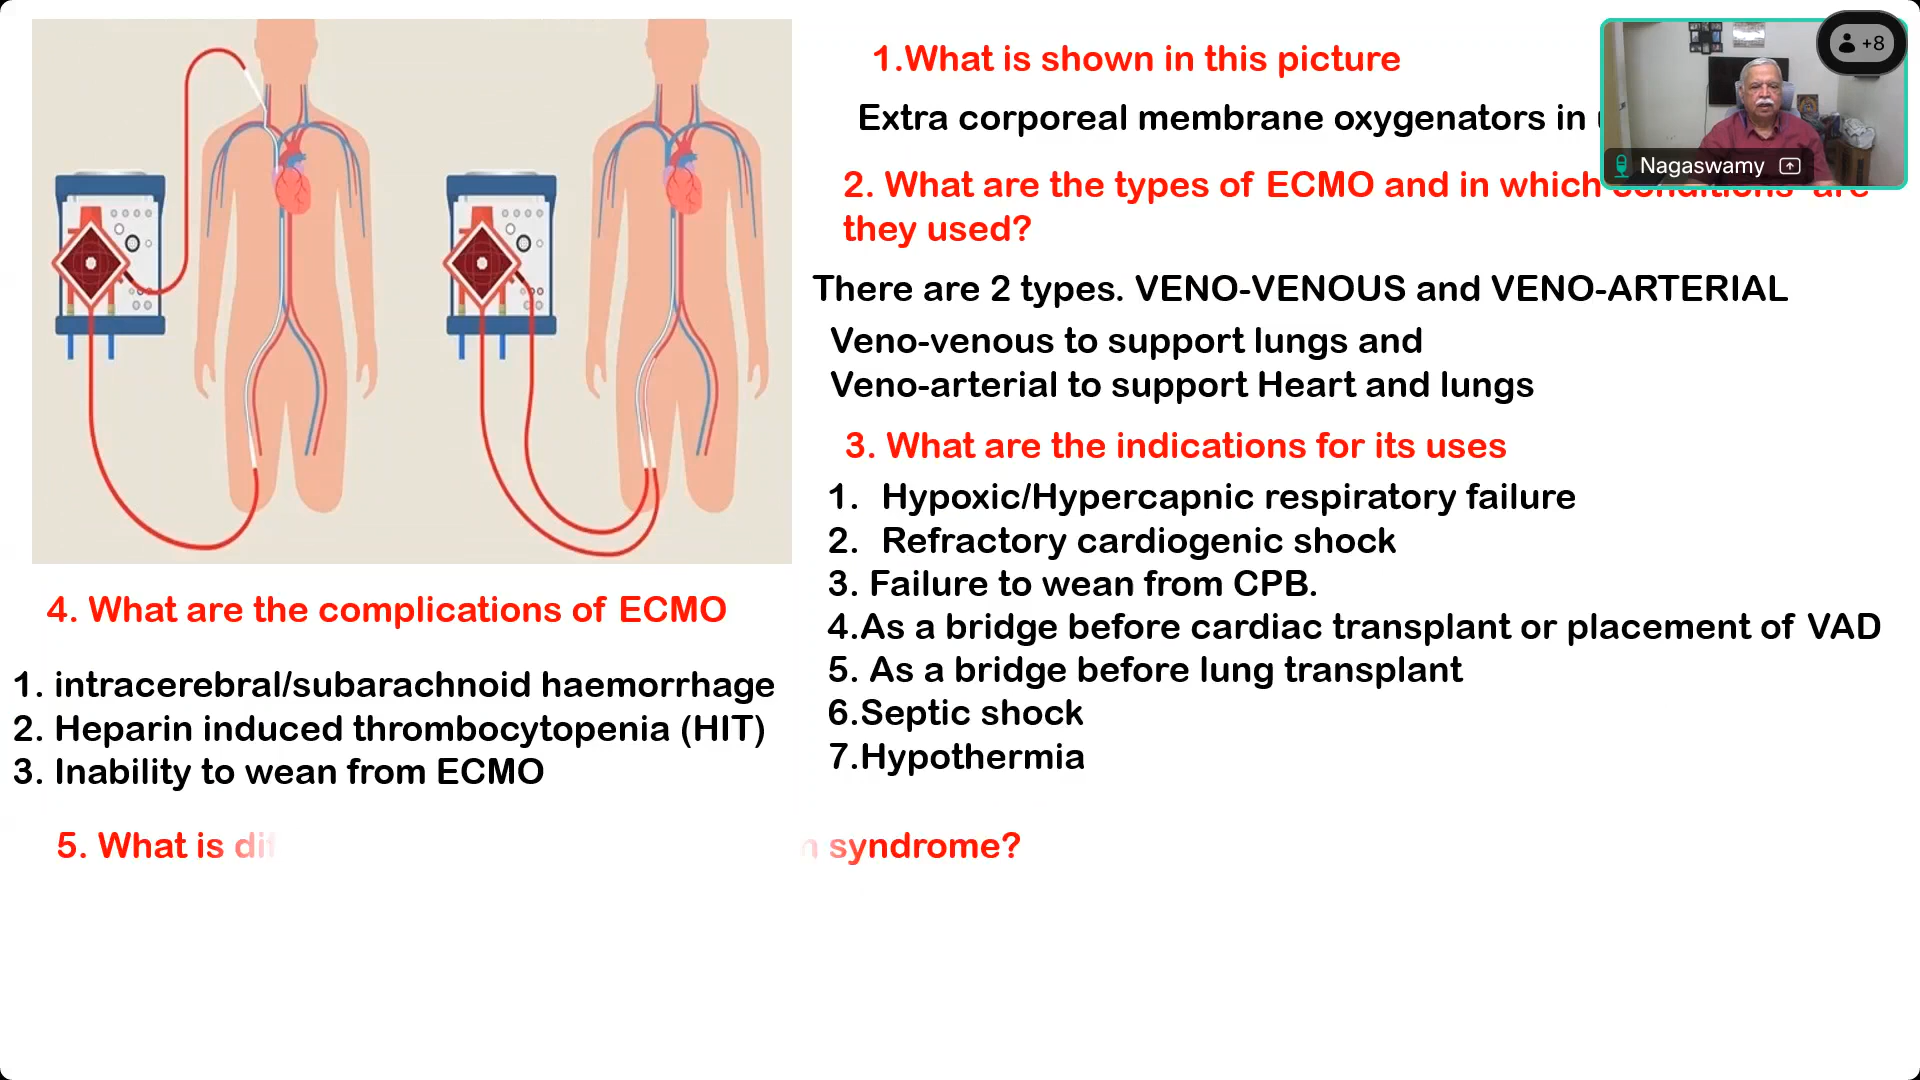 1.What is shown in this picture
Extra corporeal membrane oxygenators in
2. What are the types of ECMO and in which conditions are
they used?
There are 2 types. VENO-VENOUS and VENO-ARTERIAL
Veno-venous to support lungs and
Veno-arterial to support Heart and lungs
3. What are the indications for its uses
1. Hypoxic/Hypercapnic respiratory failure
2. Refractory cardiogenic shock
3. Failure to wean from CPB.
4.As a bridge before cardiac transplant or placement of VAD
5. As a bridge before lung transplant
6.Septic shock
7.Hypothermia
4. What are the complications of ECMO
1. intracerebral/subarachnoid haemorrhage
2. Heparin induced thrombocytopenia (HIT)
3. Inability to wean from ECMO
5. What is syndrome?
+8
Nagaswamy